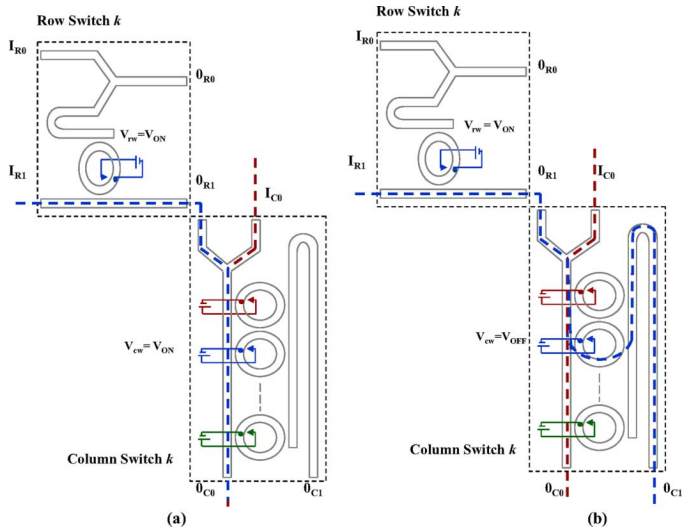 Row Switch k
I_R0
0_R0
V_rw=V_ON
I_R1
0_R1
I_C0
V_cw=V_ON
Column Switch k
0_C0
0_C1
(a)
Row Switch k
I_R0
0_R0
V_rw=V_ON
I_R1
0_R1
I_C0
V_cw=V_OFF
Column Switch k
0_C0
0_C1
(b)